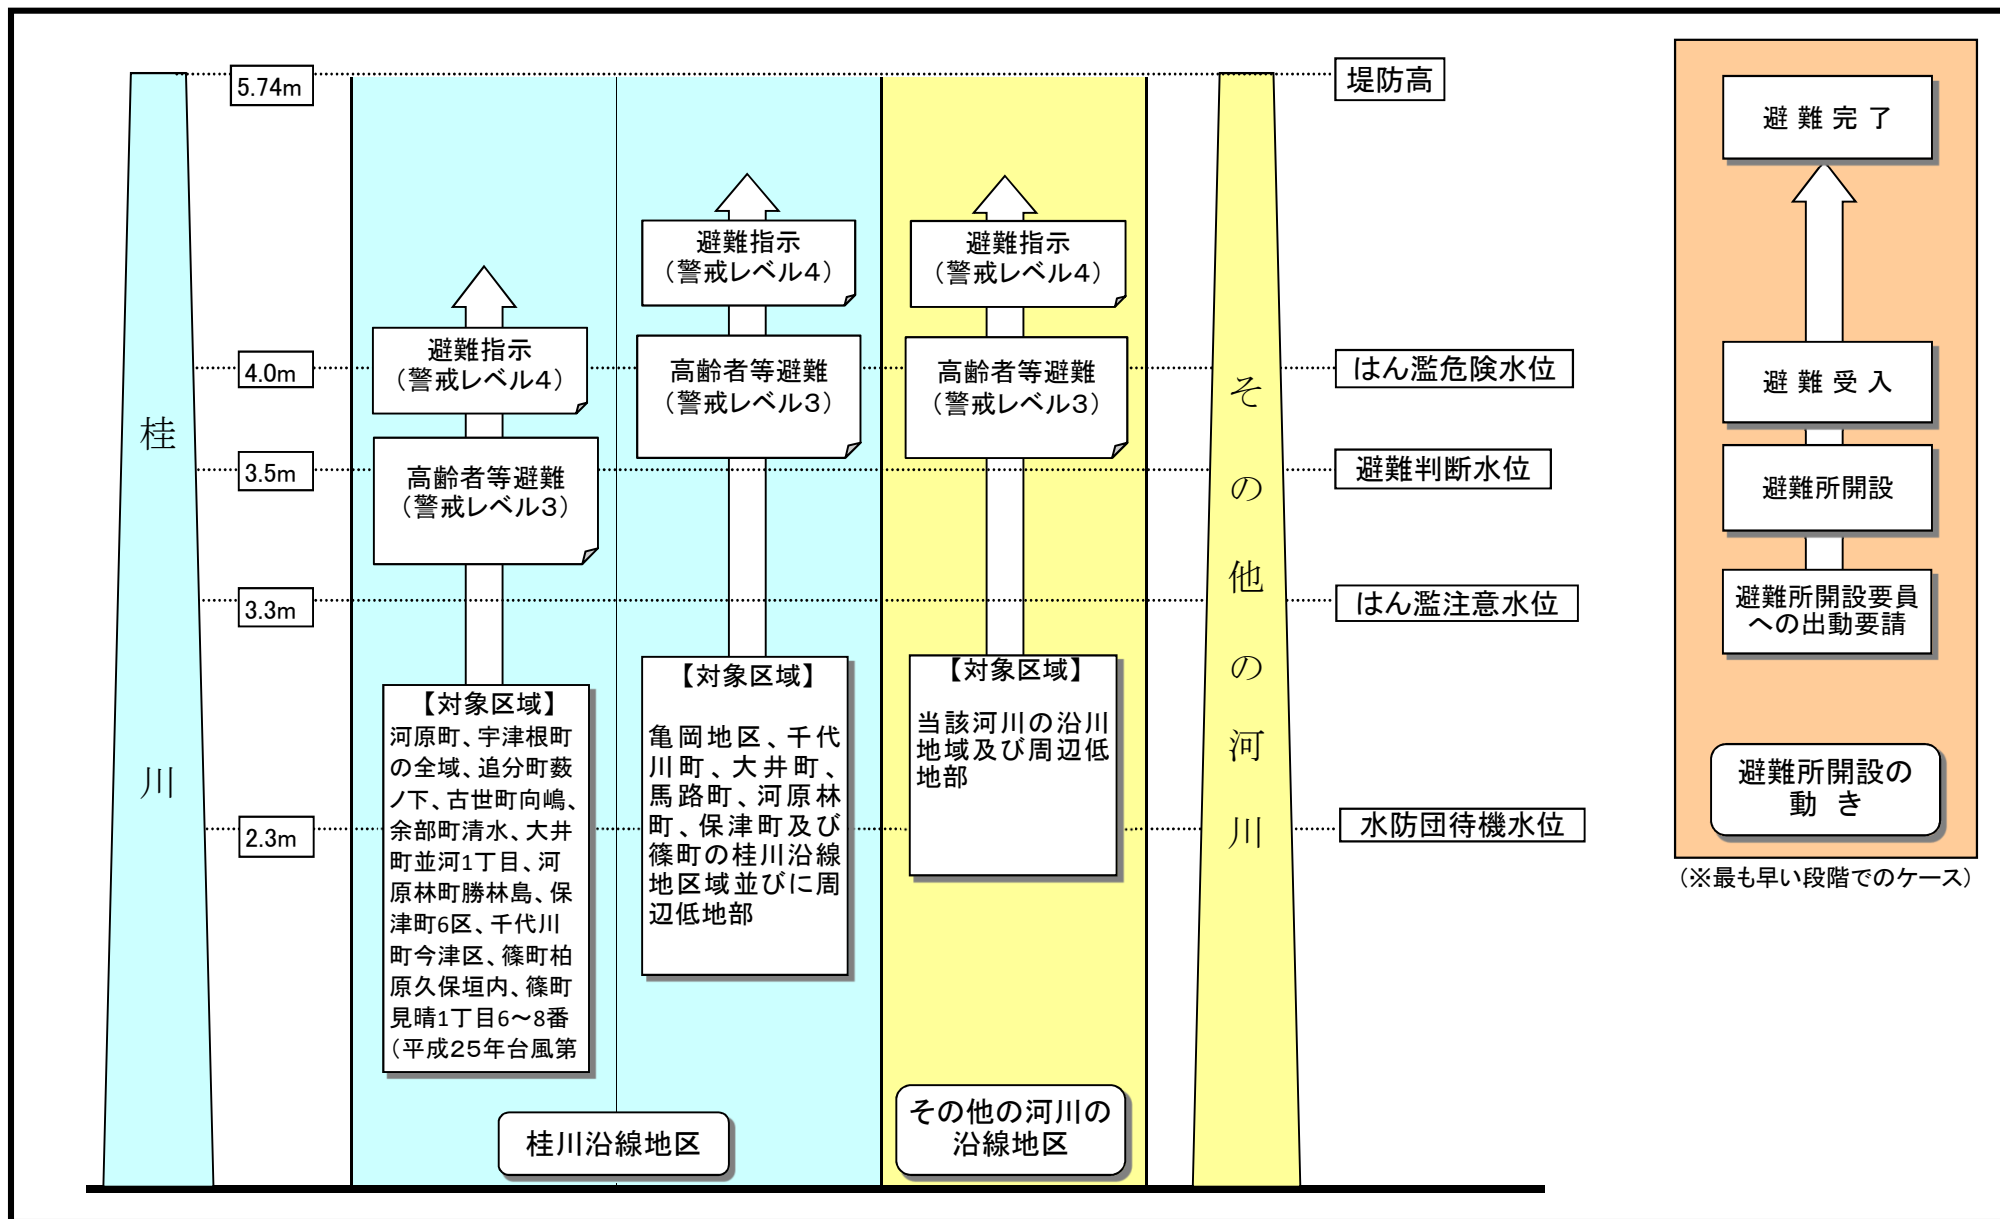 5.74m
堤防高
避難完了
避難指示
（警戒レベル４）
避難指示
（警戒レベル４）
避難指示
（警戒レベル４）
4.0m
高齢者等避難
（警戒レベル３）
高齢者等避難
（警戒レベル３）
はん濫危険水位
避難受入
桂川
その他の河川
3.5m
高齢者等避難
（警戒レベル３）
避難判断水位
避難所開設
3.3m
はん濫注意水位
避難所開設要員
への出動要請
【対象区域】
河原町、宇津根町
の全域、追分町薮
ノ下、古世町向嶋、
余部町清水、大井
町並河1丁目、河
原林町勝林島、保
津町6区、千代川
町今津区、篠町柏
原久保垣内、篠町
見晴1丁目6～8番
（平成２５年台風第
【対象区域】
亀岡地区、千代
川町、大井町、
馬路町、河原林
町、保津町及び
篠町の桂川沿線
地区域並びに周
辺低地部
【対象区域】
当該河川の沿川
地域及び周辺低
地部
2.3m
水防団待機水位
避難所開設の
動き
（※最も早い段階でのケース）
桂川沿線地区
その他の河川の
沿線地区